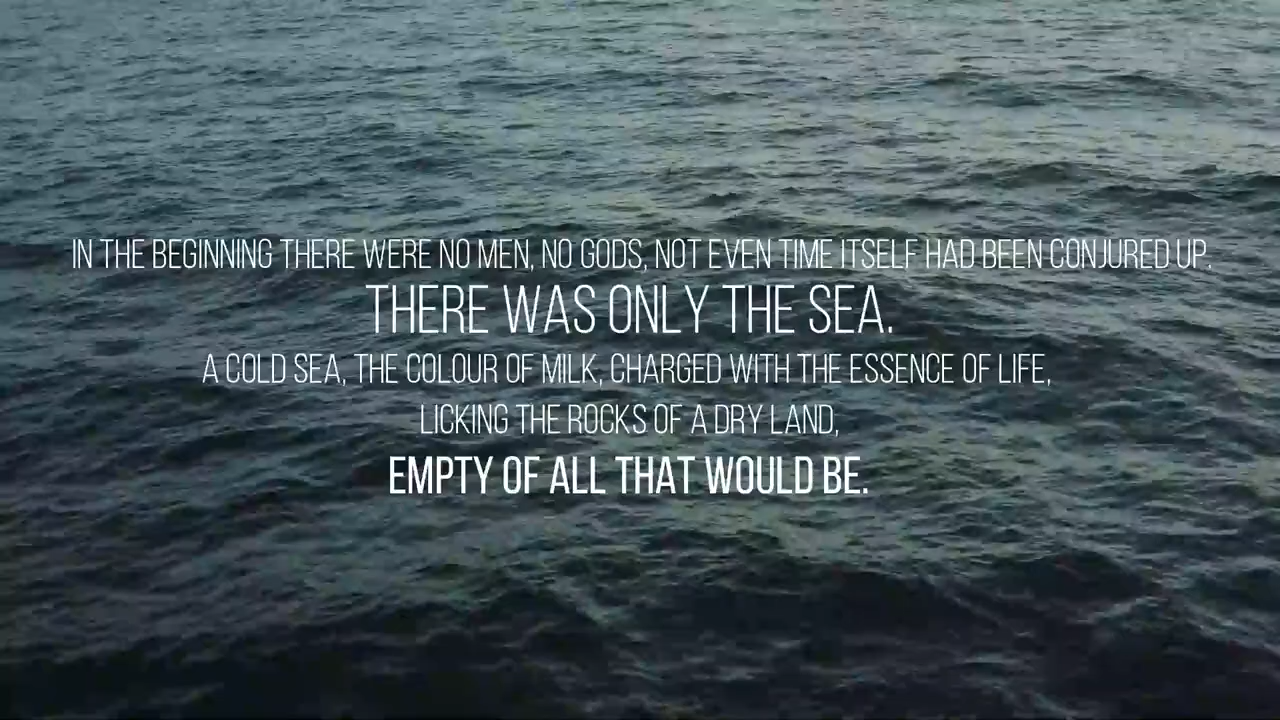 IN THE BEGINNING THERE WERE NO MEN, NO GODS, NOT EVEN TIME ITSELF HAD BEEN CONJURED UP.
THERE WAS ONLY THE SEA.
A COLD SEA, THE COLOUR OF MILK, CHARGED WITH THE ESSENCE OF LIFE,
LICKING THE ROCKS OF A DRY LAND,
EMPTY OF ALL THAT WOULD BE.